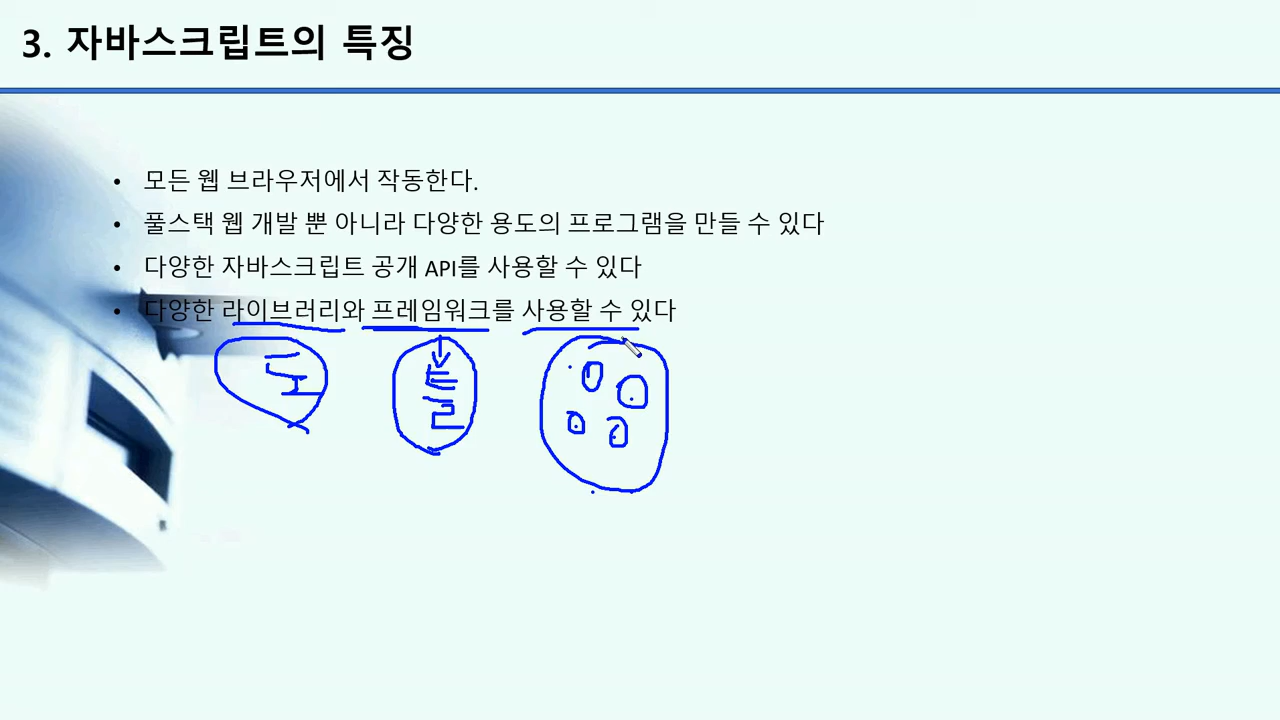 3. 자바스크립트의 특징
• 모든 웹 브라우저에서 작동한다.
• 풀스택 웹 개발 뿐 아니라 다양한 용도의 프로그램을 만들 수 있다
• 다양한 자바스크립트 공개 API를 사용할 수 있다
• 다양한 라이브러리와 프레임워크를 사용할 수 있다
도 틀